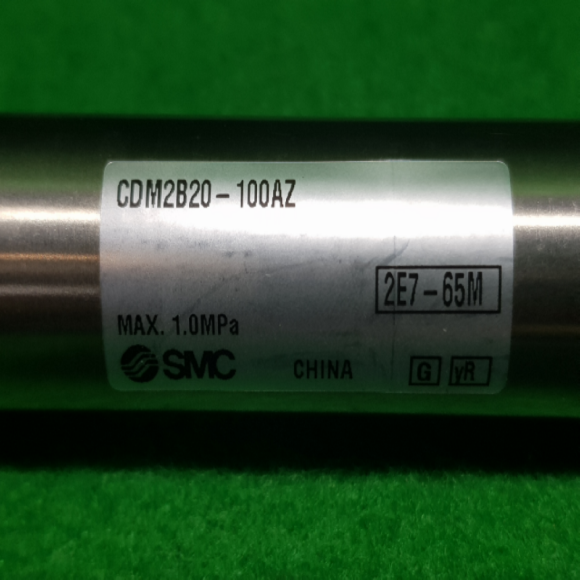 CDM2B20-100AZ
2E7-65M
MAX. 1.0MPa
SMC CHINA G yR